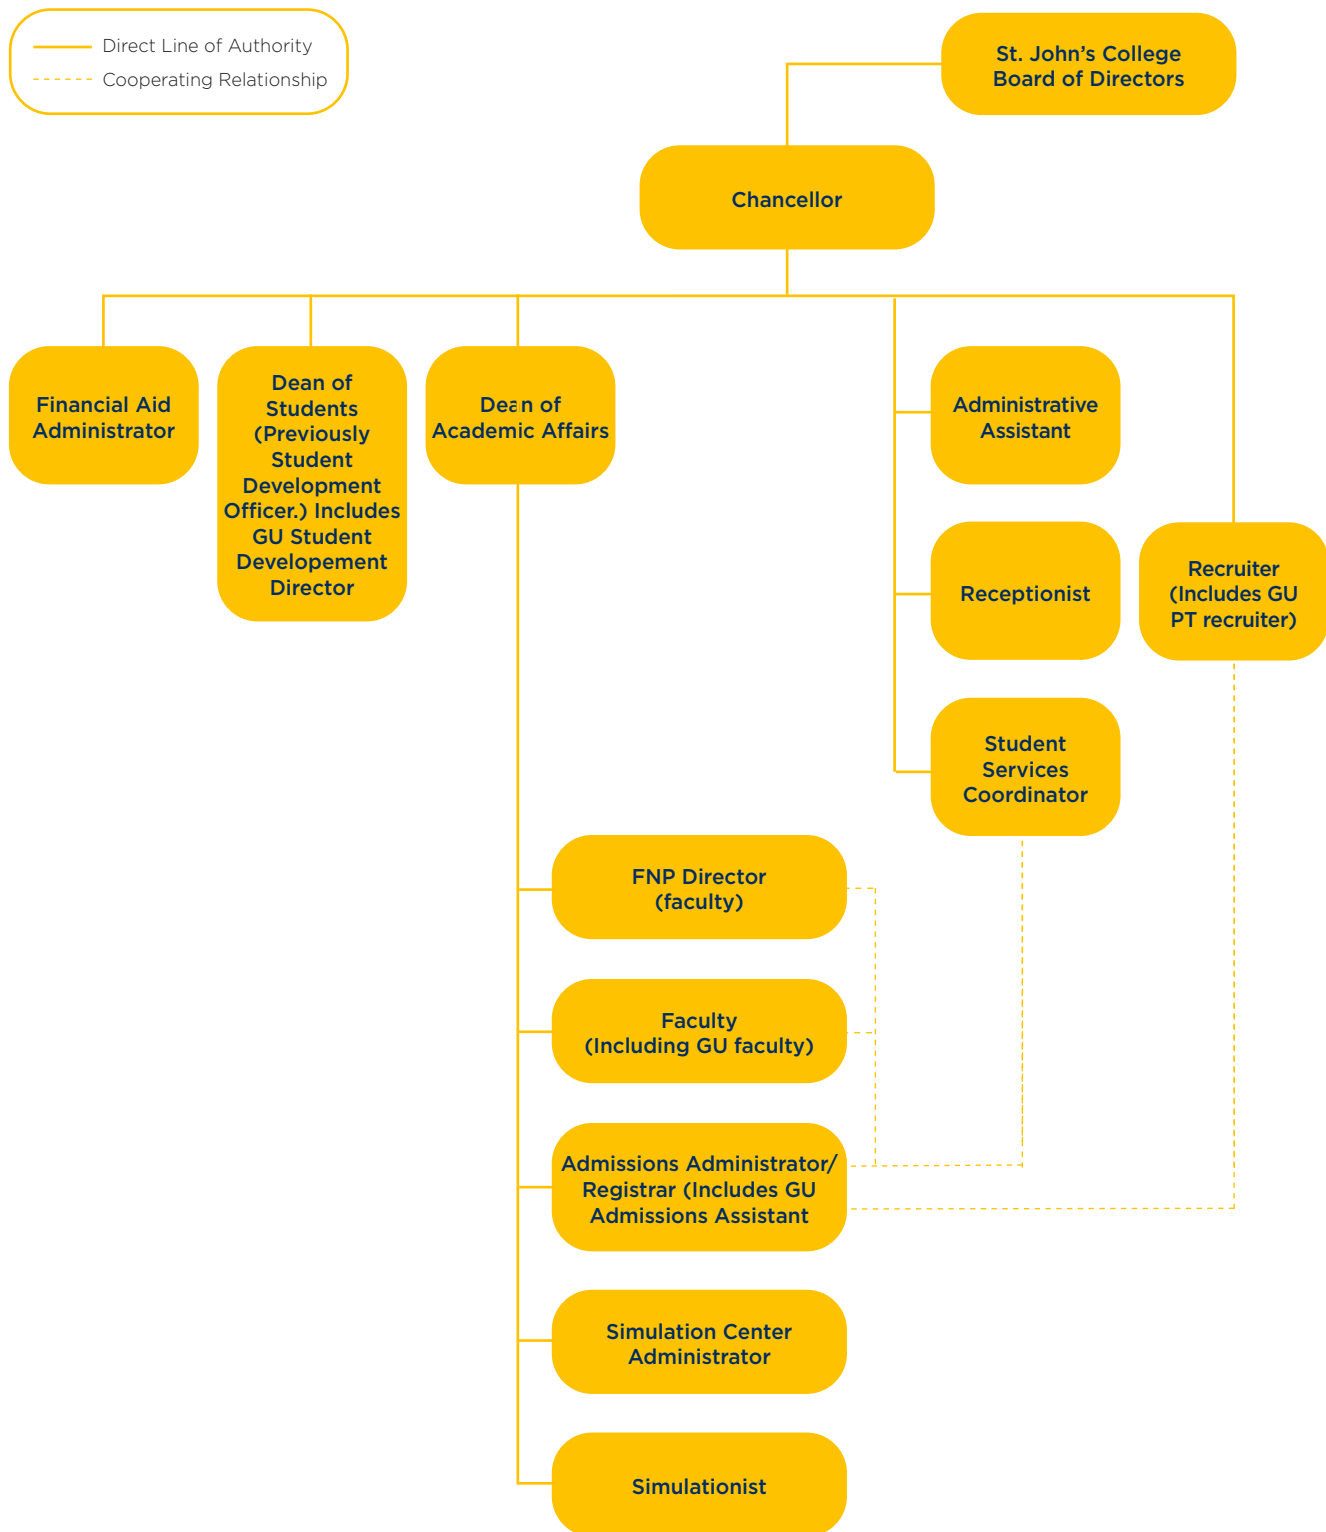 Direct Line of Authority
Cooperating Relationship
St. John's College
Board of Directors
Chancellor
Financial Aid
Administrator
Dean of
Students
(Previously
Student
Development
Officer.) Includes
GU Student
Developement
Director
Dean of
Academic Affairs
Administrative
Assistant
Receptionist
Recruiter
(Includes GU
PT recruiter)
Student
Services
Coordinator
FNP Director
(faculty)
Faculty
(Including GU faculty)
Admissions Administrator/
Registrar (Includes GU
Admissions Assistant
Simulation Center
Administrator
Simulationist